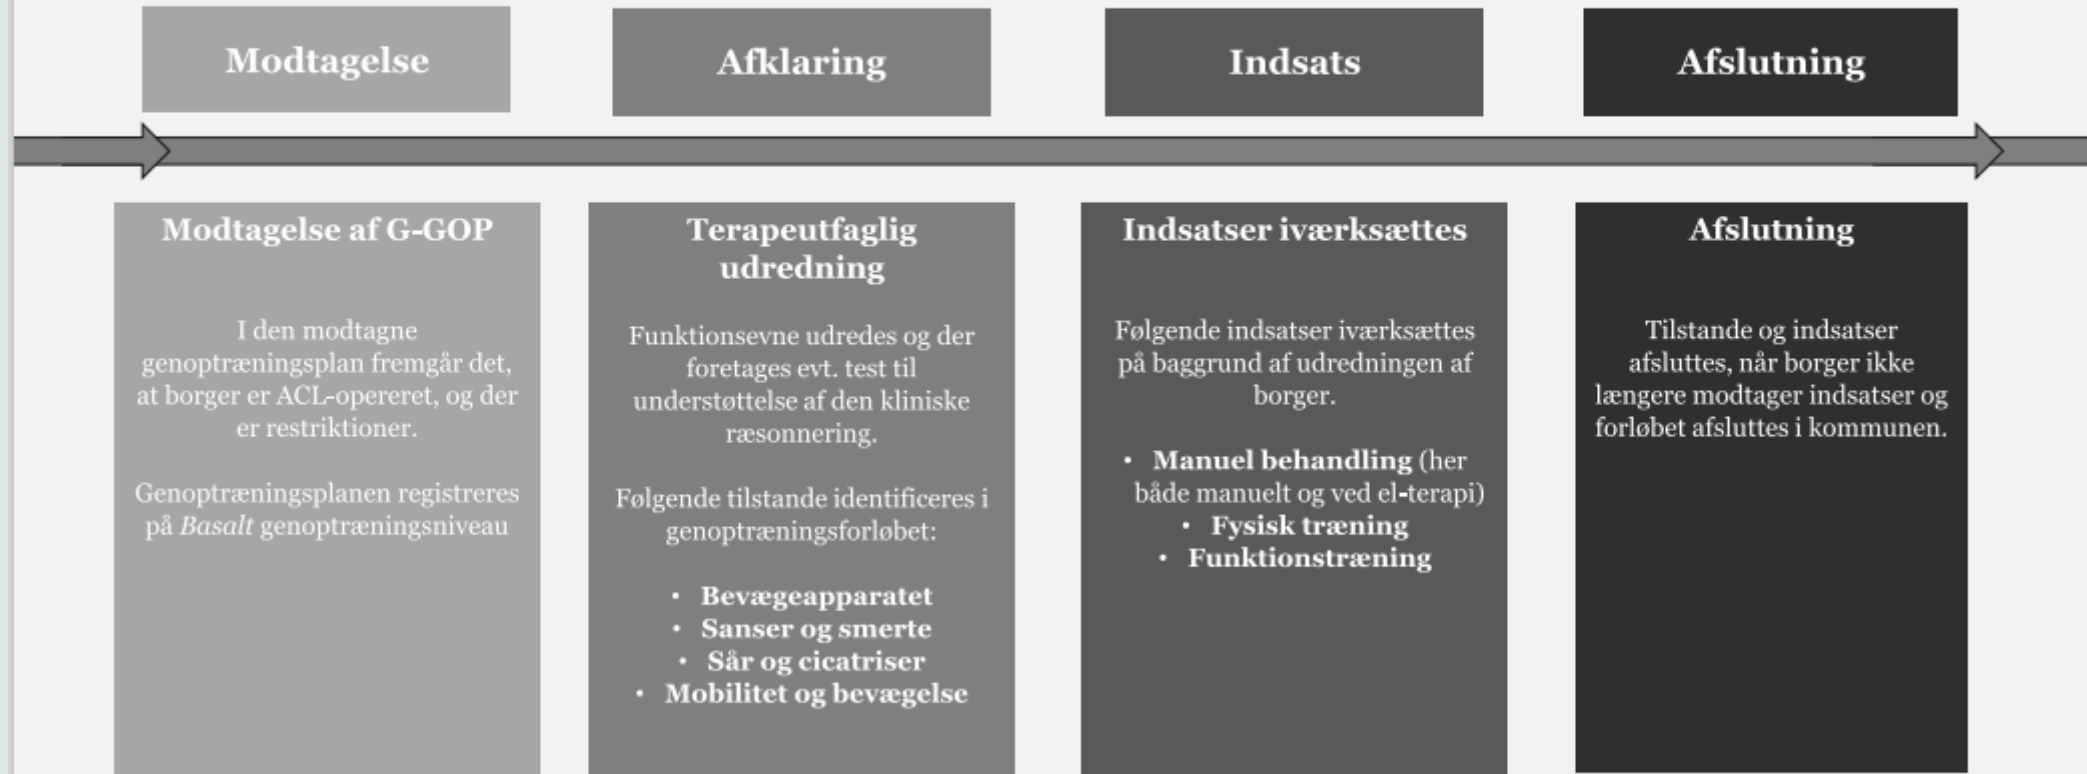 Modtagelse
Afklaring
Indsats
Afslutning
Modtagelse af G-GOP
I den modtagne
genoptræningsplan fremgår det,
at borger er ACL-opereret, og der
er restriktioner.
Genoptræningsplanen registreres
på Basalt genoptræningsniveau
Terapeutfaglig
udredning
Funktionsevne udredes og der
foretages evt. test til
understøttelse af den kliniske
ræsonnering.
Følgende tilstande identificeres i
genoptræningsforløbet:
• Bevægeapparatet
• Sanser og smerte
• Sår og cicatriser
• Mobilitet og bevægelse
Indsatser iværksættes
Følgende indsatser iværksættes
på baggrund af udredningen af
borger.
• Manuel behandling (her
både manuelt og ved el-terapi)
• Fysisk træning
• Funktionstræning
Afslutning
Tilstande og indsatser
afsluttes, når borger ikke
længere modtager indsatser og
forløbet afsluttes i kommunen.